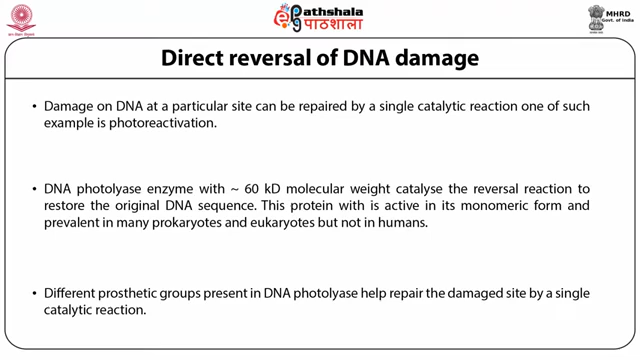 ePathshala
पाठशाला
MHRD
Govt. of India
Direct reversal of DNA damage
• Damage on DNA at a particular site can be repaired by a single catalytic reaction one of such
example is photoreactivation.
• DNA photolyase enzyme with ~ 60 kD molecular weight catalyse the reversal reaction to
restore the original DNA sequence. This protein with is active in its monomeric form and
prevalent in many prokaryotes and eukaryotes but not in humans.
• Different prosthetic groups present in DNA photolyase help repair the damaged site by a single
catalytic reaction.